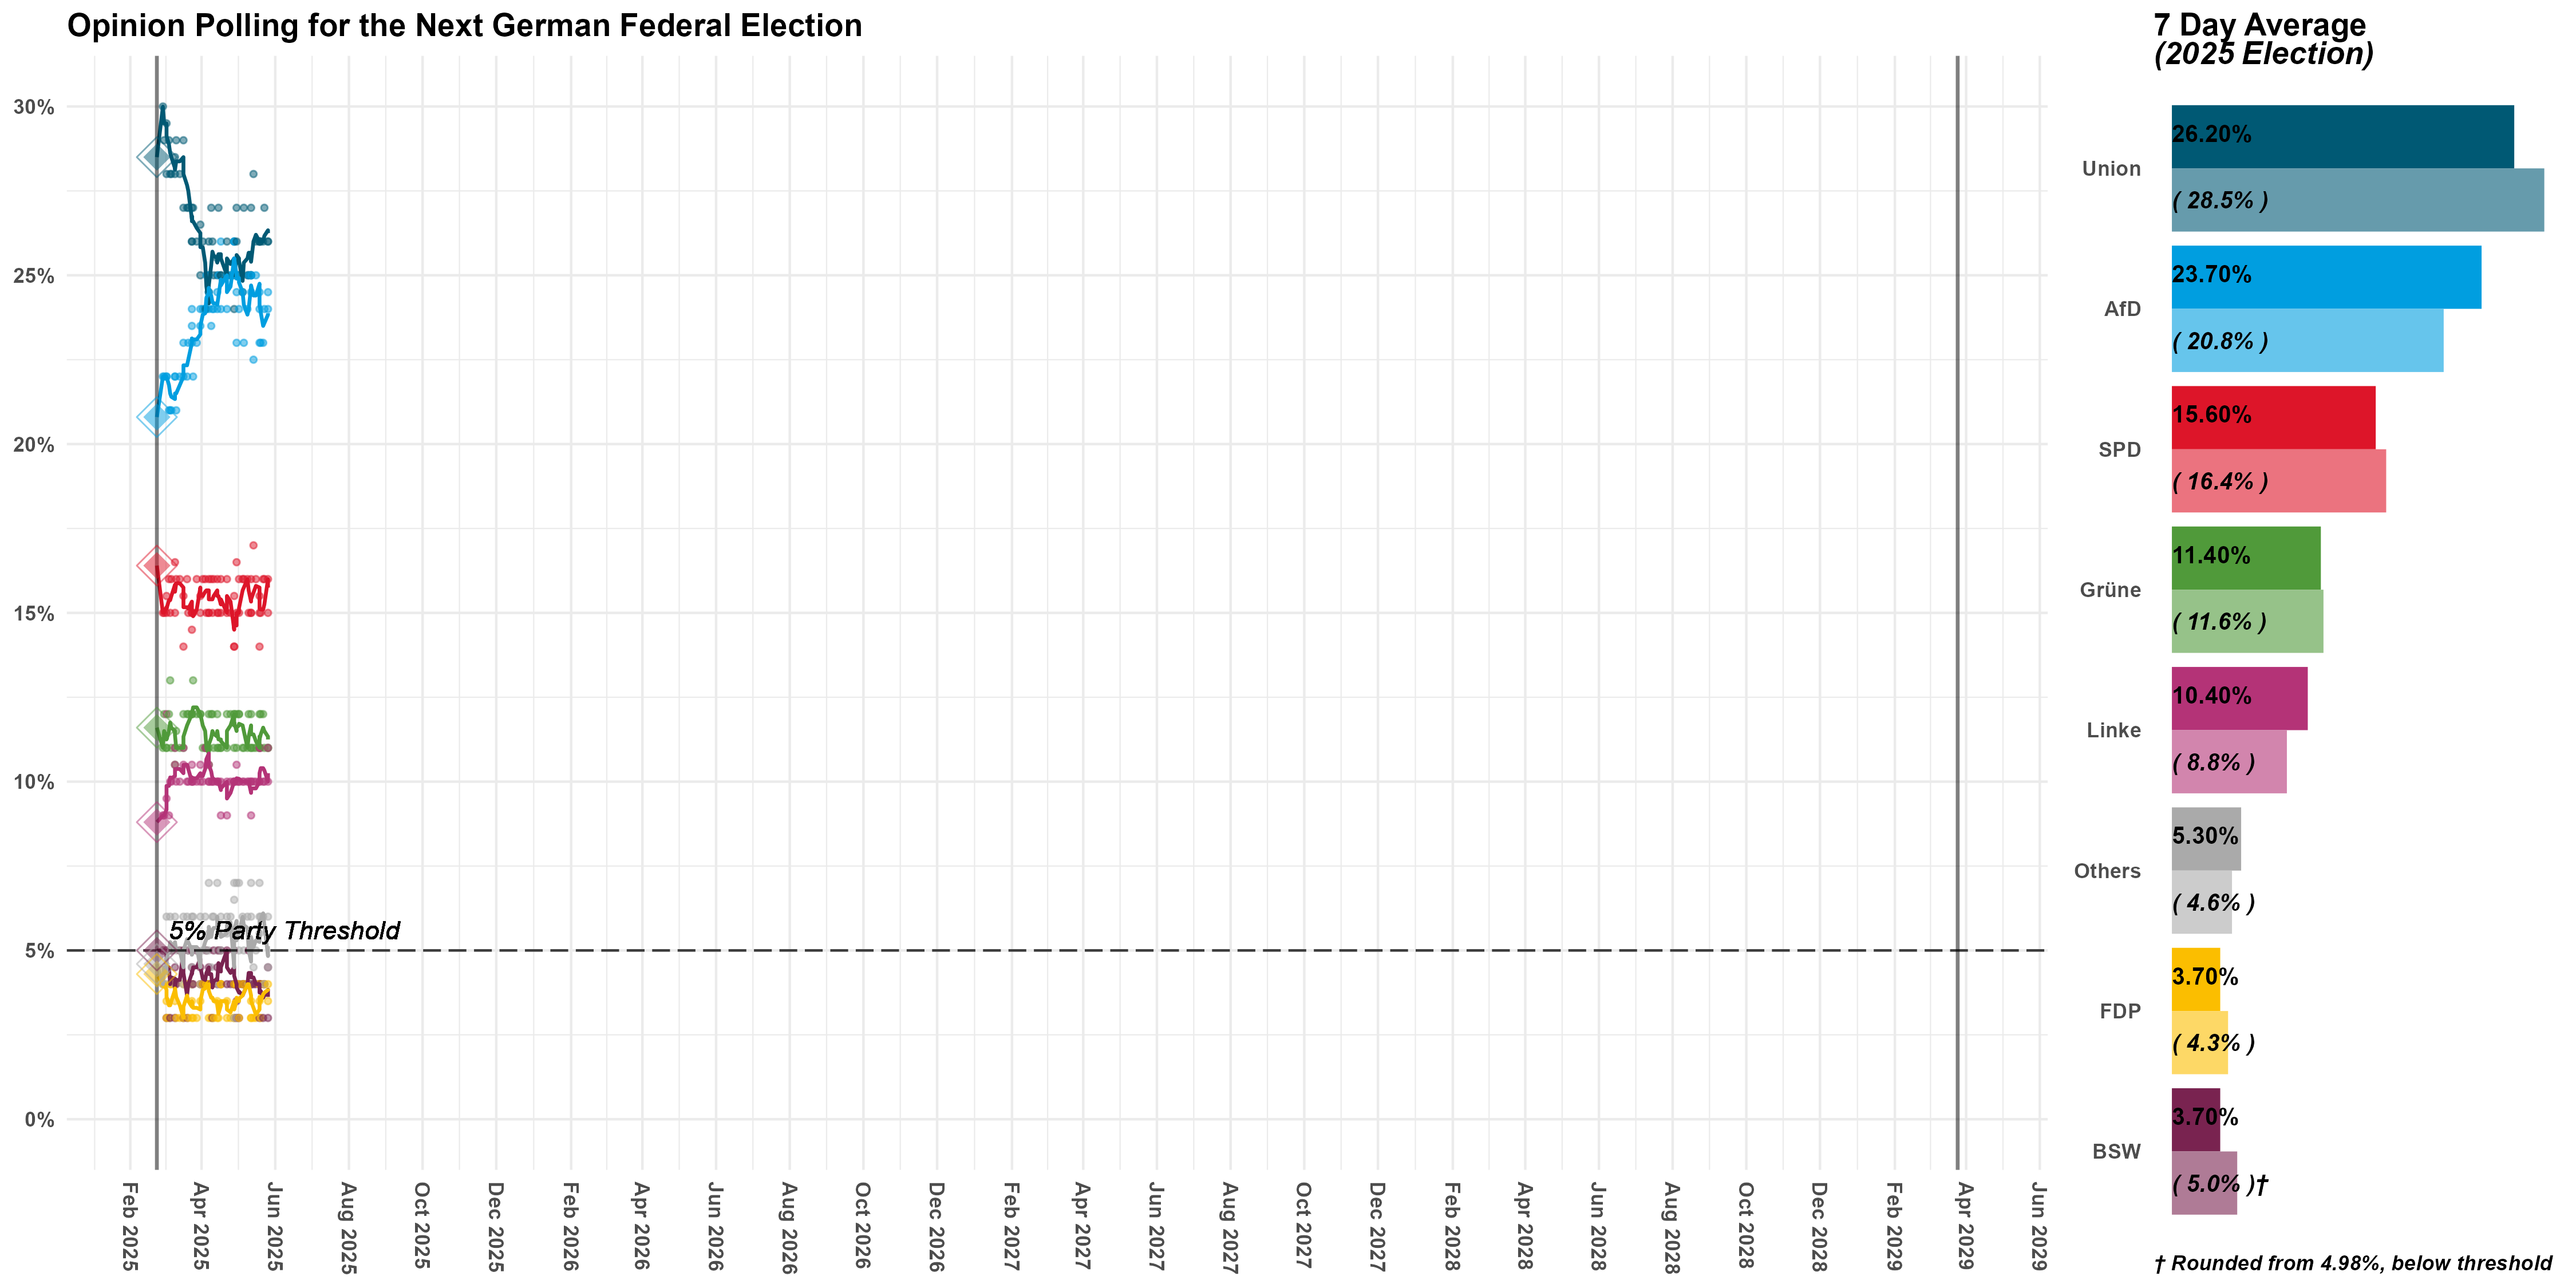 Opinion Polling for the Next German Federal Election
7 Day Average
(2025 Election)
30%
25%
20%
15%
10%
5%
0%
5% Party Threshold
Feb 2025
Apr 2025
Jun 2025
Aug 2025
Oct 2025
Dec 2025
Feb 2026
Apr 2026
Jun 2026
Aug 2026
Oct 2026
Dec 2026
Feb 2027
Apr 2027
Jun 2027
Aug 2027
Oct 2027
Dec 2027
Feb 2028
Apr 2028
Jun 2028
Aug 2028
Oct 2028
Dec 2028
Feb 2029
Apr 2029
Jun 2029
Union
26.20%
( 28.5% )
AfD
23.70%
( 20.8% )
SPD
15.60%
( 16.4% )
Grüne
11.40%
( 11.6% )
Linke
10.40%
( 8.8% )
Others
5.30%
( 4.6% )
FDP
3.70%
( 4.3% )
BSW
3.70%
( 5.0% )†
† Rounded from 4.98%, below threshold